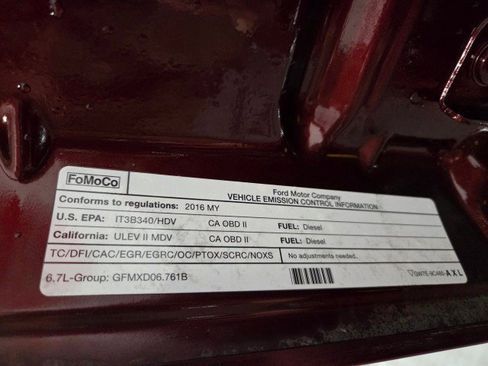 FoMoCo
Ford Motor Company
VEHICLE EMISSION CONTROL INFORMATION
Conforms to regulations: 2016 MY
U.S. EPA: IT3B340/HDV CA OBD II FUEL: Diesel
California: ULEV II MDV CA OBD II FUEL: Diesel
TC/DFI/CAC/EGR/EGRC/OC/PTOX/SCRC/NOXS No adjustments needed.
6.7L-Group: GFMXD06.761B
AXL